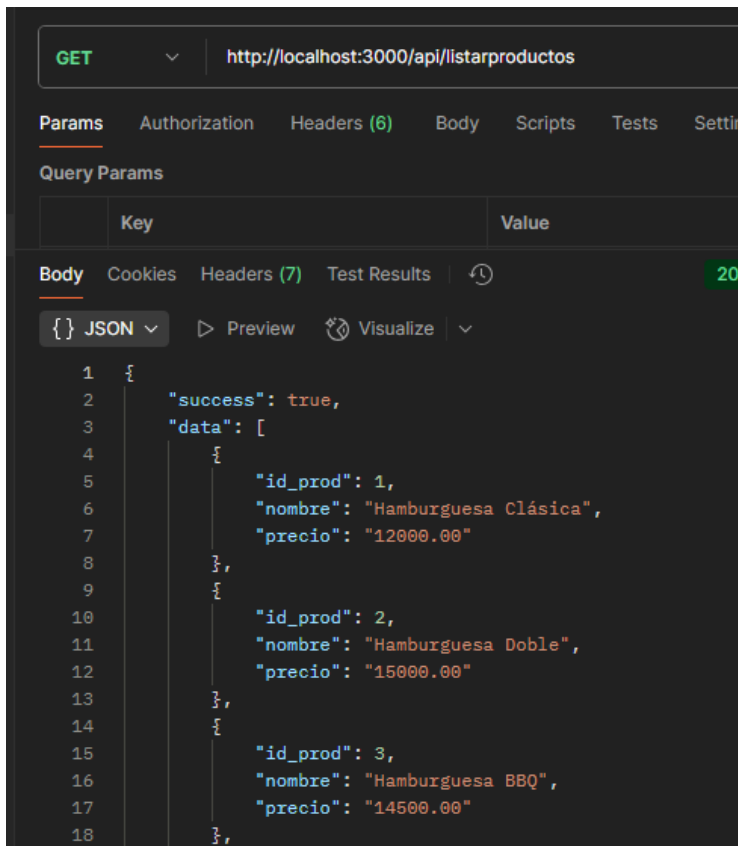 GET http://localhost:3000/api/listarproductos
Params Authorization Headers (6) Body Scripts Tests
Query Params
Key Value
Body Cookies Headers (7) Test Results
{} JSON Preview Visualize
1 {
2 "success": true,
3 "data": [
4 {
5 "id_prod": 1,
6 "nombre": "Hamburguesa Clásica",
7 "precio": "12000.00"
8 },
9 {
10 "id_prod": 2,
11 "nombre": "Hamburguesa Doble",
12 "precio": "15000.00"
13 },
14 {
15 "id_prod": 3,
16 "nombre": "Hamburguesa BBQ",
17 "precio": "14500.00"
18 },